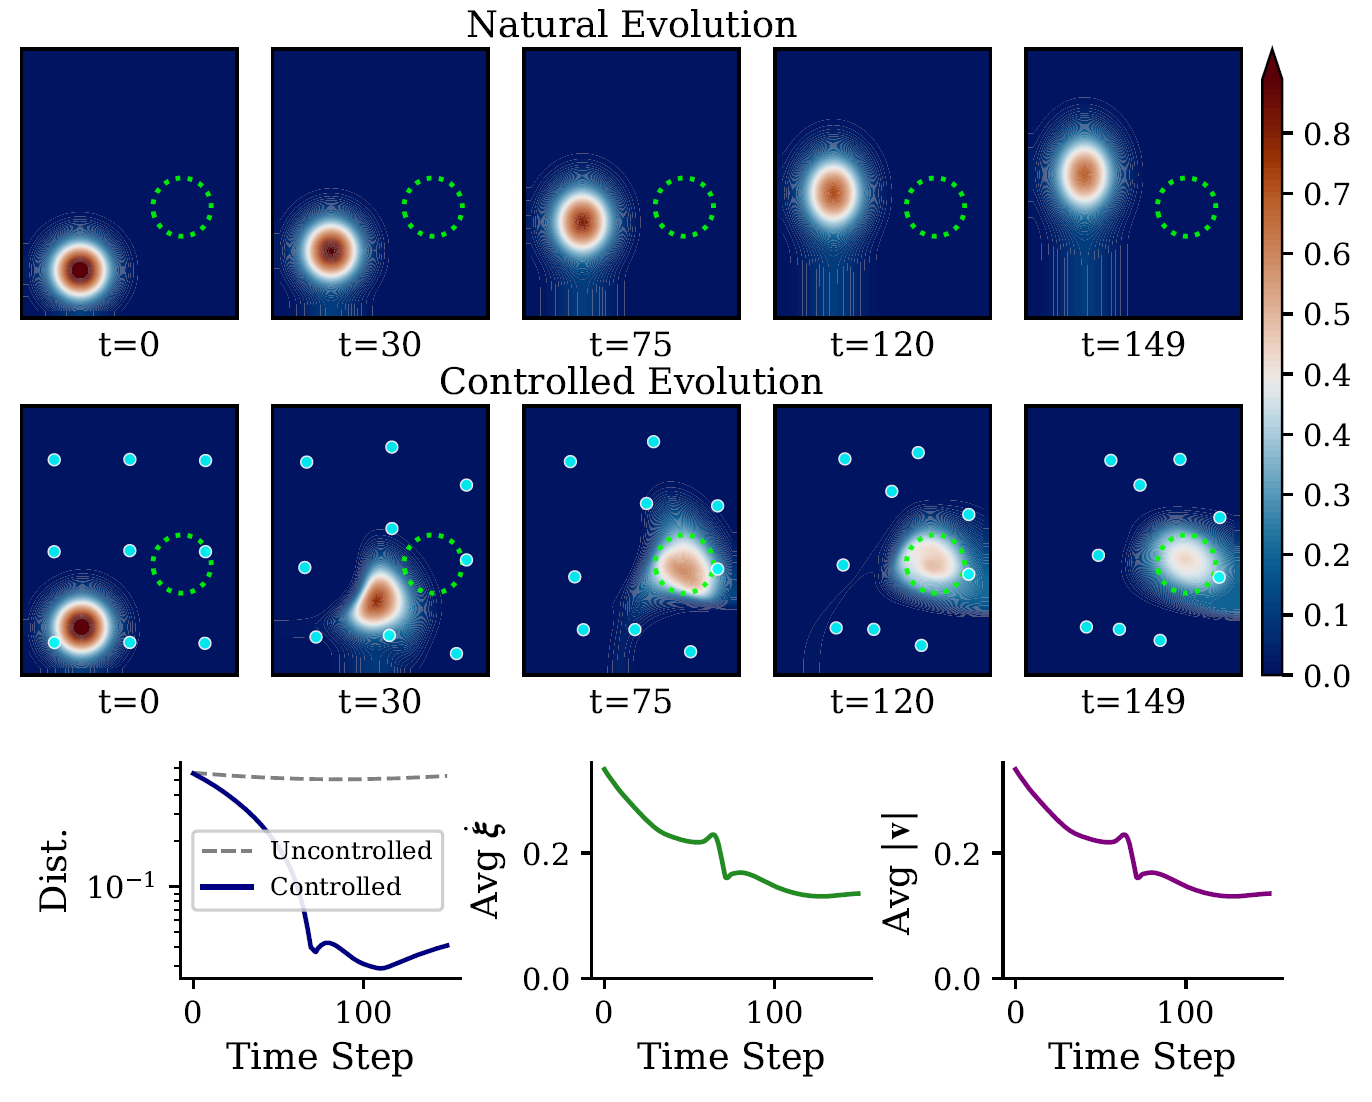 Natural Evolution
t=0 t=30 t=75 t=120 t=149
0.8
0.7
0.6
0.5
0.4
0.4
0.3
0.2
0.1
0.0
Controlled Evolution
t=0 t=30 t=75 t=120 t=149
Dist.
10⁻¹
Uncontrolled
Controlled
0 100
Time Step
Avg ξ̇
0.2
0.0
0 100
Time Step
Avg |v|
0.2
0.0
0 100
Time Step